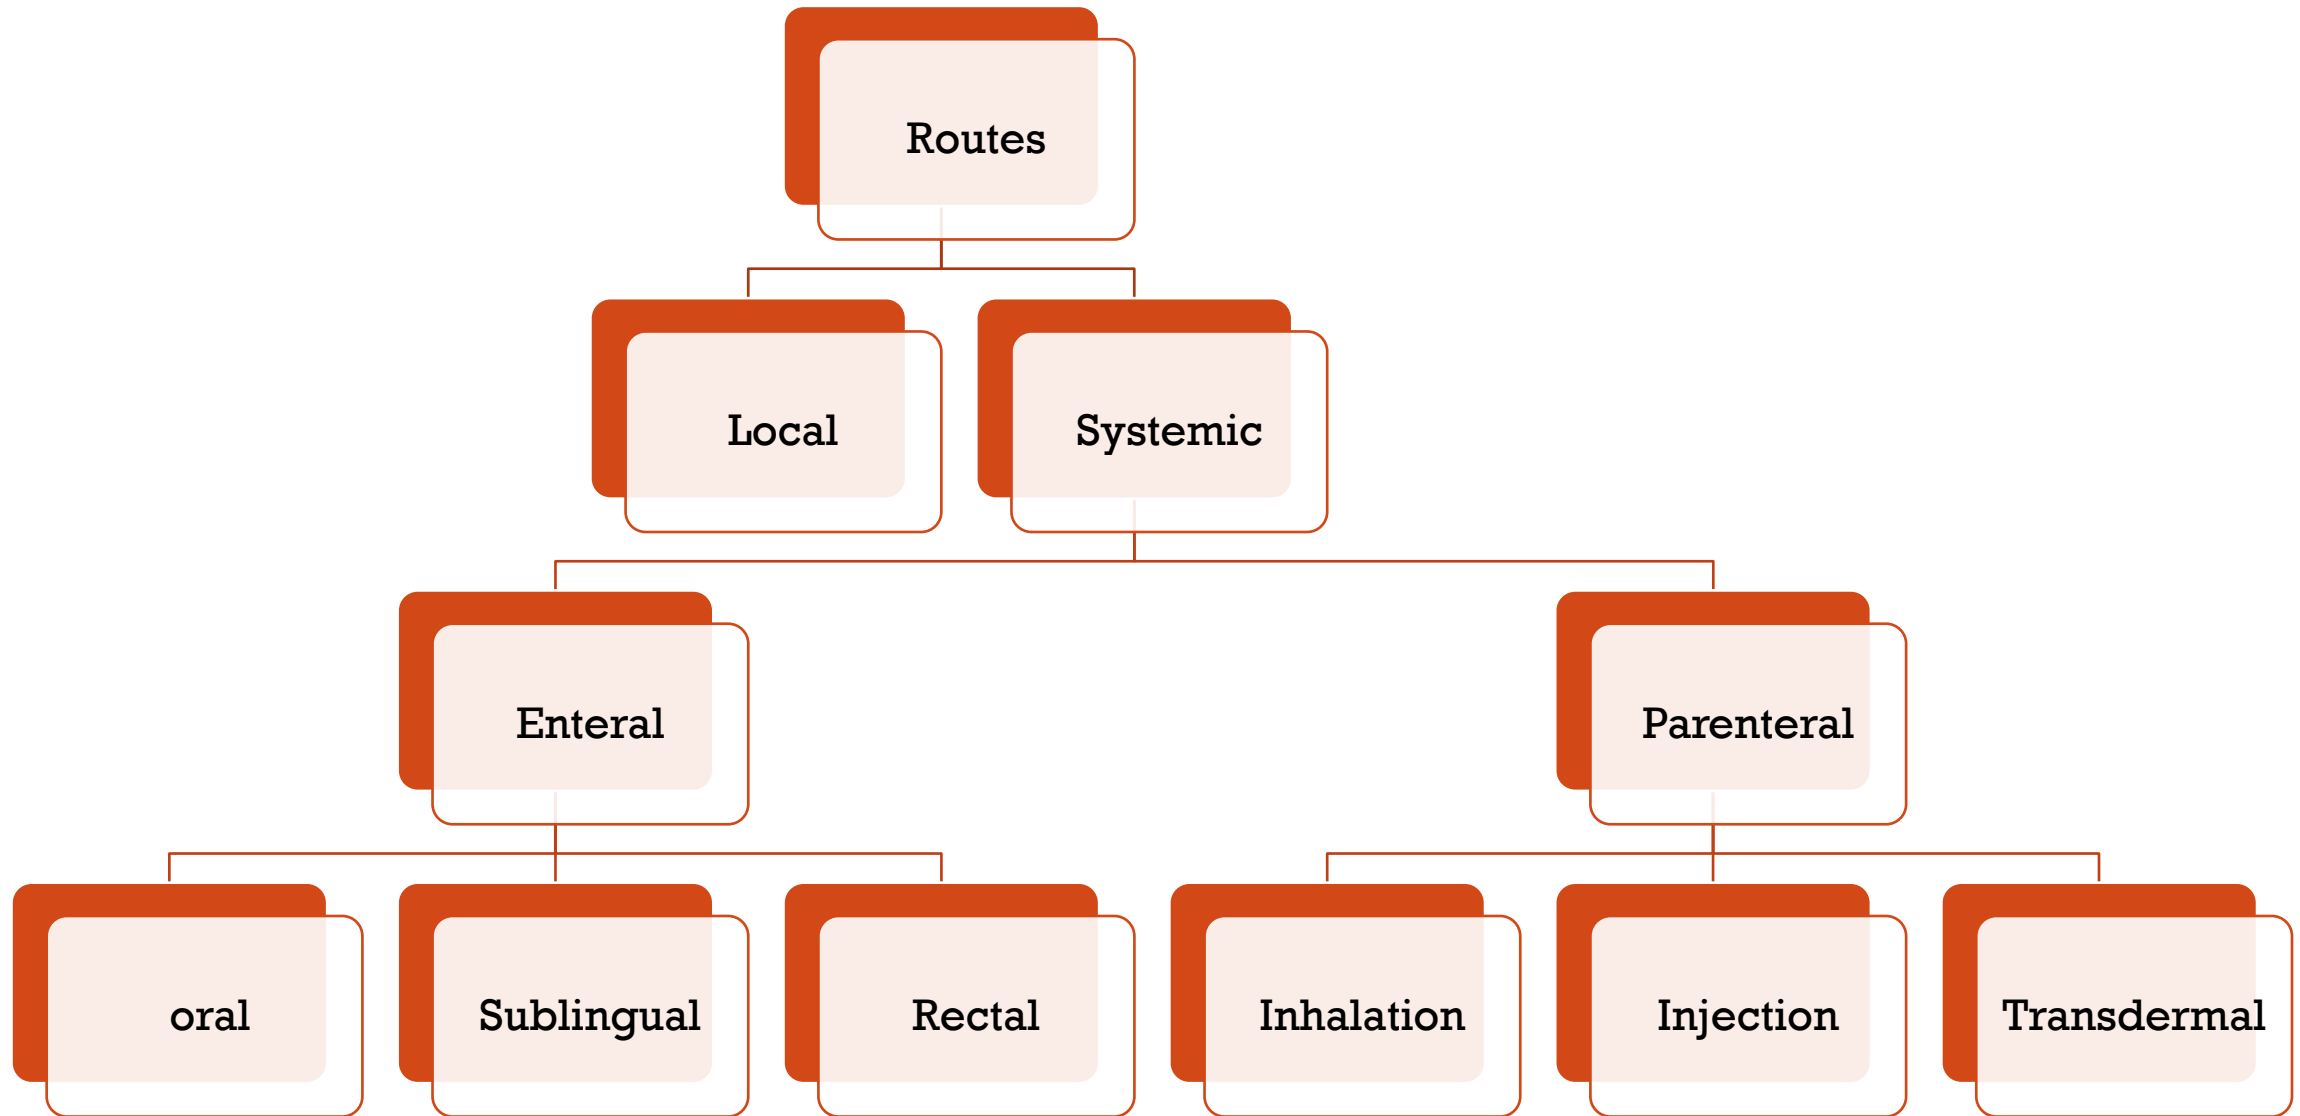 Routes
Local
Systemic
Enteral
Parenteral
oral
Sublingual
Rectal
Inhalation
Injection
Transdermal